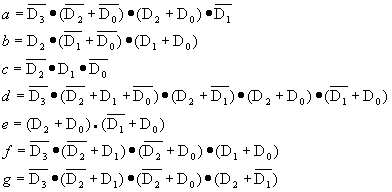 a = D̅₃ • (D̅₂ + D̅₀) • (D₂ + D₀) • D̅₁
b = D₂ • (D̅₁ + D̅₀) • (D₁ + D₀)
c = D̅₂ • D₁ • D̅₀
d = D̅₃ • (D̅₂ + D₁ + D̅₀) • (D₂ + D̅₁) • (D₂ + D₀) • (D̅₁ + D₀)
e = (D₂ + D₀) . (D̅₁ + D₀)
f = D̅₃ • (D̅₂ + D₁) • (D̅₂ + D₀) • (D₁ + D₀)
g = D̅₃ • (D̅₂ + D₁) • (D̅₂ + D₀) • (D₂ + D̅₁)